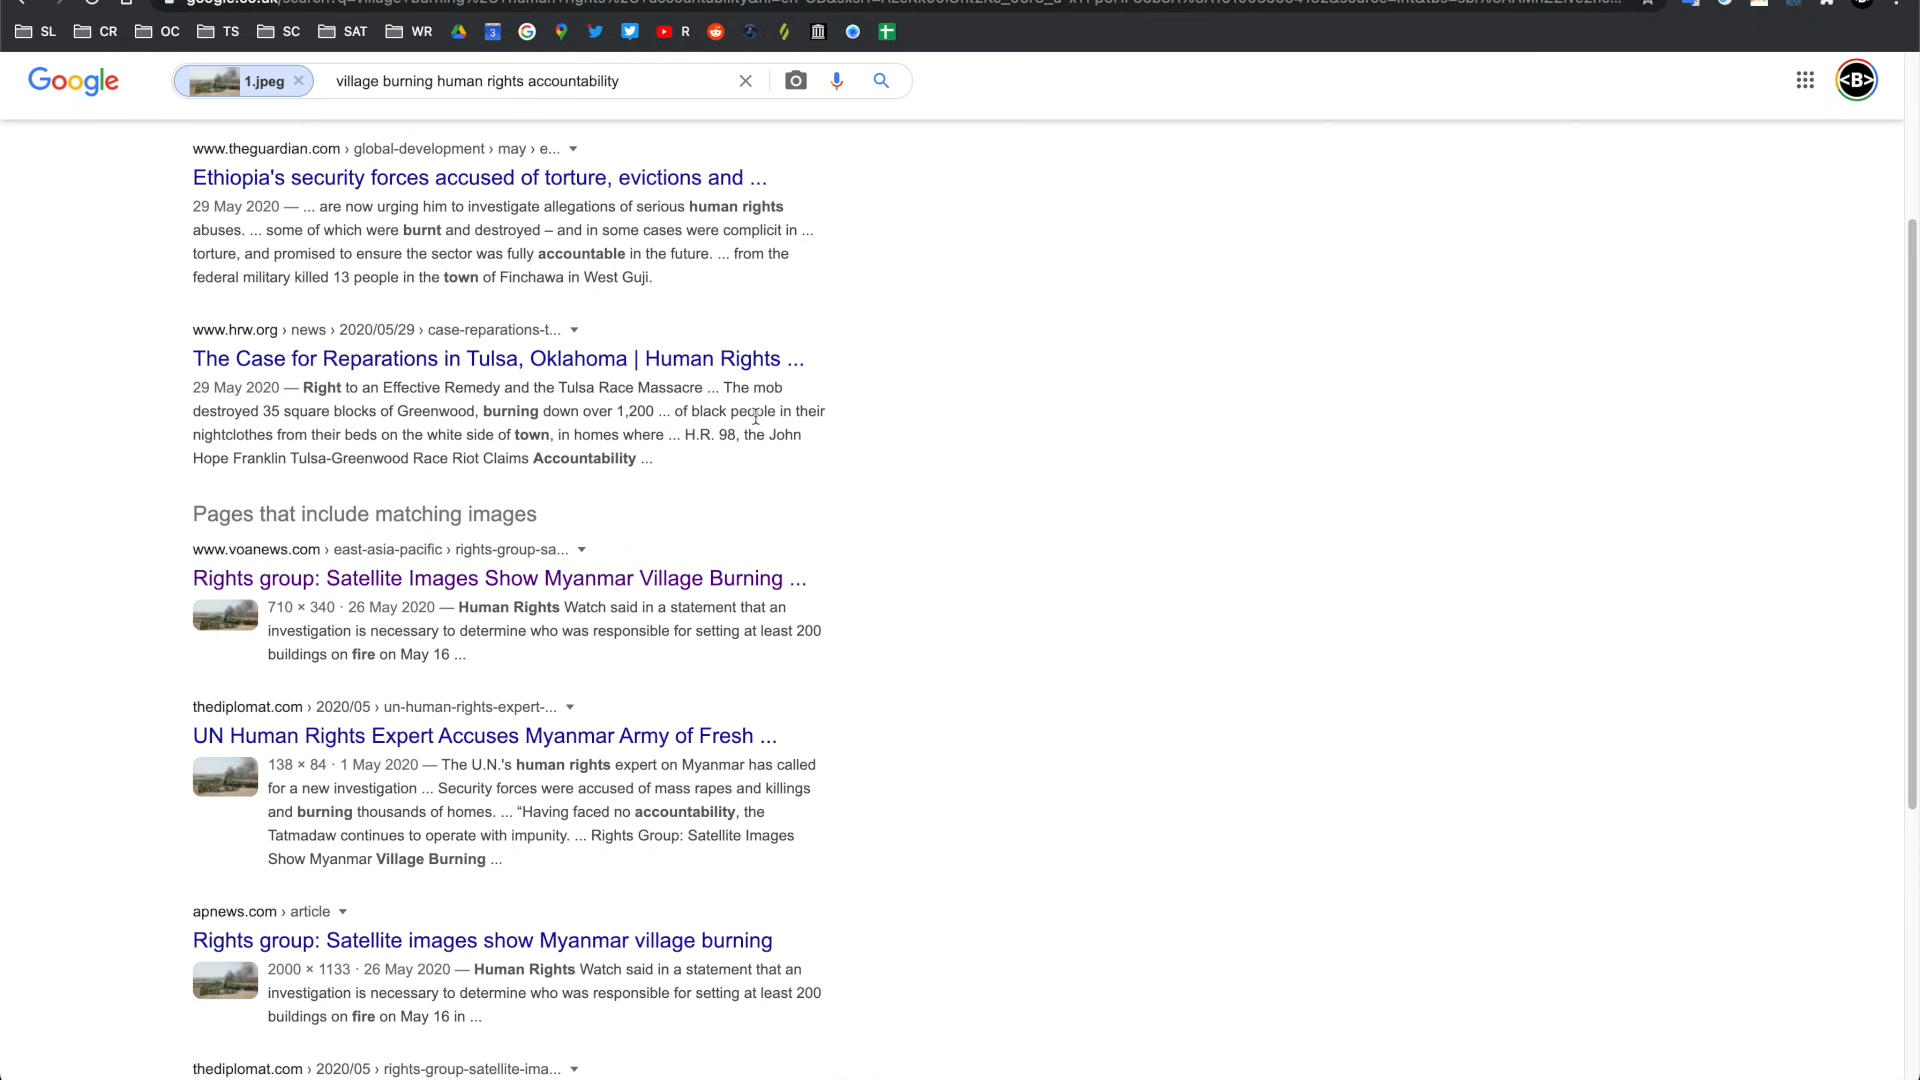 SL CR OC TS SC SAT WR 3 R
Google 1.jpeg village burning human rights accountability <B>
www.theguardian.com › global-development › may › e...
Ethiopia's security forces accused of torture, evictions and ...
29 May 2020 — ... are now urging him to investigate allegations of serious human rights
abuses. ... some of which were burnt and destroyed – and in some cases were complicit in ...
torture, and promised to ensure the sector was fully accountable in the future. ... from the
federal military killed 13 people in the town of Finchawa in West Guji.
www.hrw.org › news › 2020/05/29 › case-reparations-t...
The Case for Reparations in Tulsa, Oklahoma | Human Rights ...
29 May 2020 — Right to an Effective Remedy and the Tulsa Race Massacre ... The mob
destroyed 35 square blocks of Greenwood, burning down over 1,200 ... of black people in their
nightclothes from their beds on the white side of town, in homes where ... H.R. 98, the John
Hope Franklin Tulsa-Greenwood Race Riot Claims Accountability ...
Pages that include matching images
www.voanews.com › east-asia-pacific › rights-group-sa...
Rights group: Satellite Images Show Myanmar Village Burning ...
710 × 340 · 26 May 2020 — Human Rights Watch said in a statement that an
investigation is necessary to determine who was responsible for setting at least 200
buildings on fire on May 16 ...
thediplomat.com › 2020/05 › un-human-rights-expert-...
UN Human Rights Expert Accuses Myanmar Army of Fresh ...
138 × 84 · 1 May 2020 — The U.N.'s human rights expert on Myanmar has called
for a new investigation ... Security forces were accused of mass rapes and killings
and burning thousands of homes. ... “Having faced no accountability, the
Tatmadaw continues to operate with impunity. ... Rights Group: Satellite Images
Show Myanmar Village Burning ...
apnews.com › article
Rights group: Satellite images show Myanmar village burning
2000 × 1133 · 26 May 2020 — Human Rights Watch said in a statement that an
investigation is necessary to determine who was responsible for setting at least 200
buildings on fire on May 16 in ...
thediplomat.com › 2020/05 › rights-group-satellite-ima...